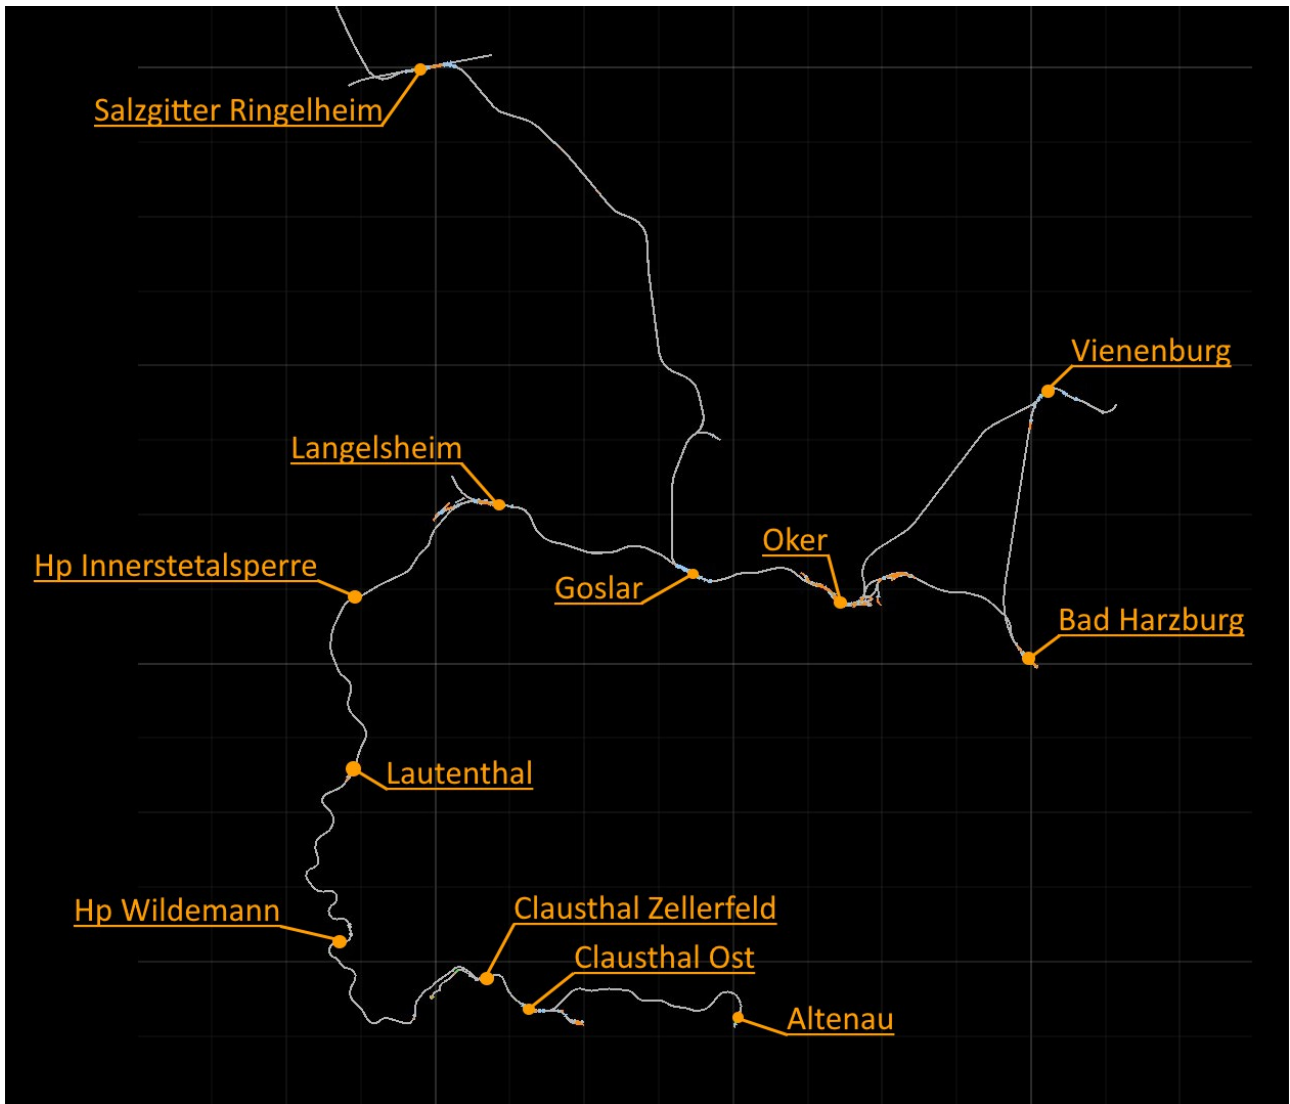 Salzgitter Ringelheim
Vienenburg
Langelsheim
Oker
Hp Innerstetalsperre
Goslar
Bad Harzburg
Lautenthal
Clausthal Zellerfeld
Hp Wildemann
Clausthal Ost
Altenau